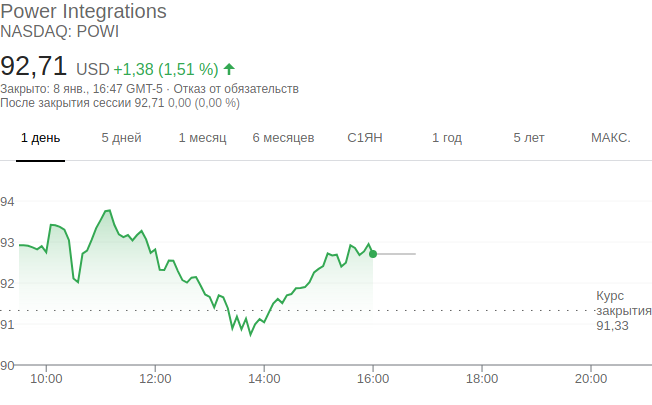 Power Integrations
NASDAQ: POWI
92,71 USD +1,38 (1,51 %)
Закрыто: 8 янв., 16:47 GMT-5 · Отказ от обязательств
После закрытия сессии 92,71 0,00 (0,00 %)
1 день 5 дней 1 месяц 6 месяцев С1ЯН 1 год 5 лет МАКС.
94
93
92
91
90
Курс
закрытия
91,33
10:00 12:00 14:00 16:00 18:00 20:00